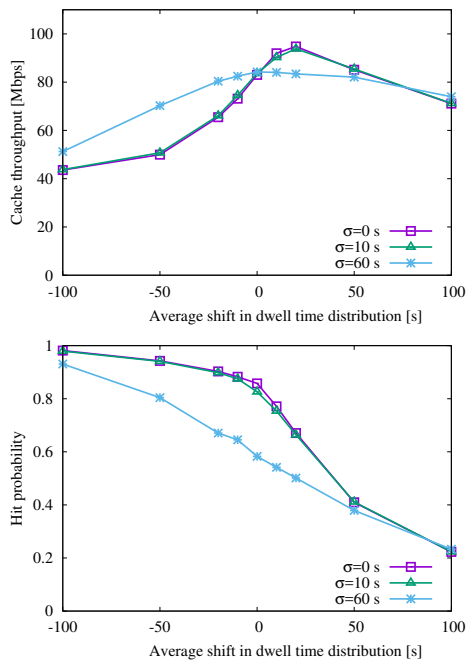 Cache throughput [Mbps]
120
100
80
60
40
20
0
σ=0 s
σ=10 s
σ=60 s
-100 -50 0 50 100
Average shift in dwell time distribution [s]
Hit probability
1
0.8
0.6
0.4
0.2
0
σ=0 s
σ=10 s
σ=60 s
-100 -50 0 50 100
Average shift in dwell time distribution [s]